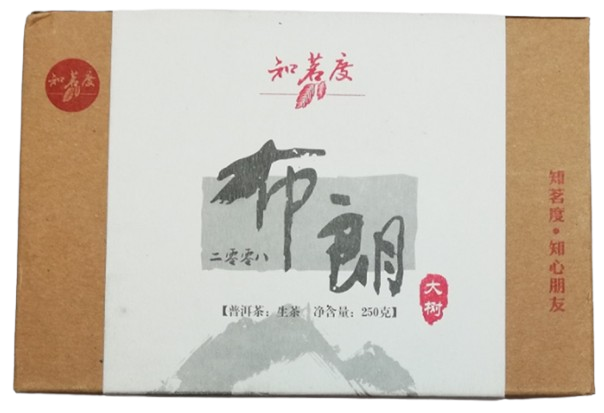 知茗度
知茗度
布朗
二零零八
大树
【普洱茶：生茶 净含量：250克】
知茗度·知心朋友